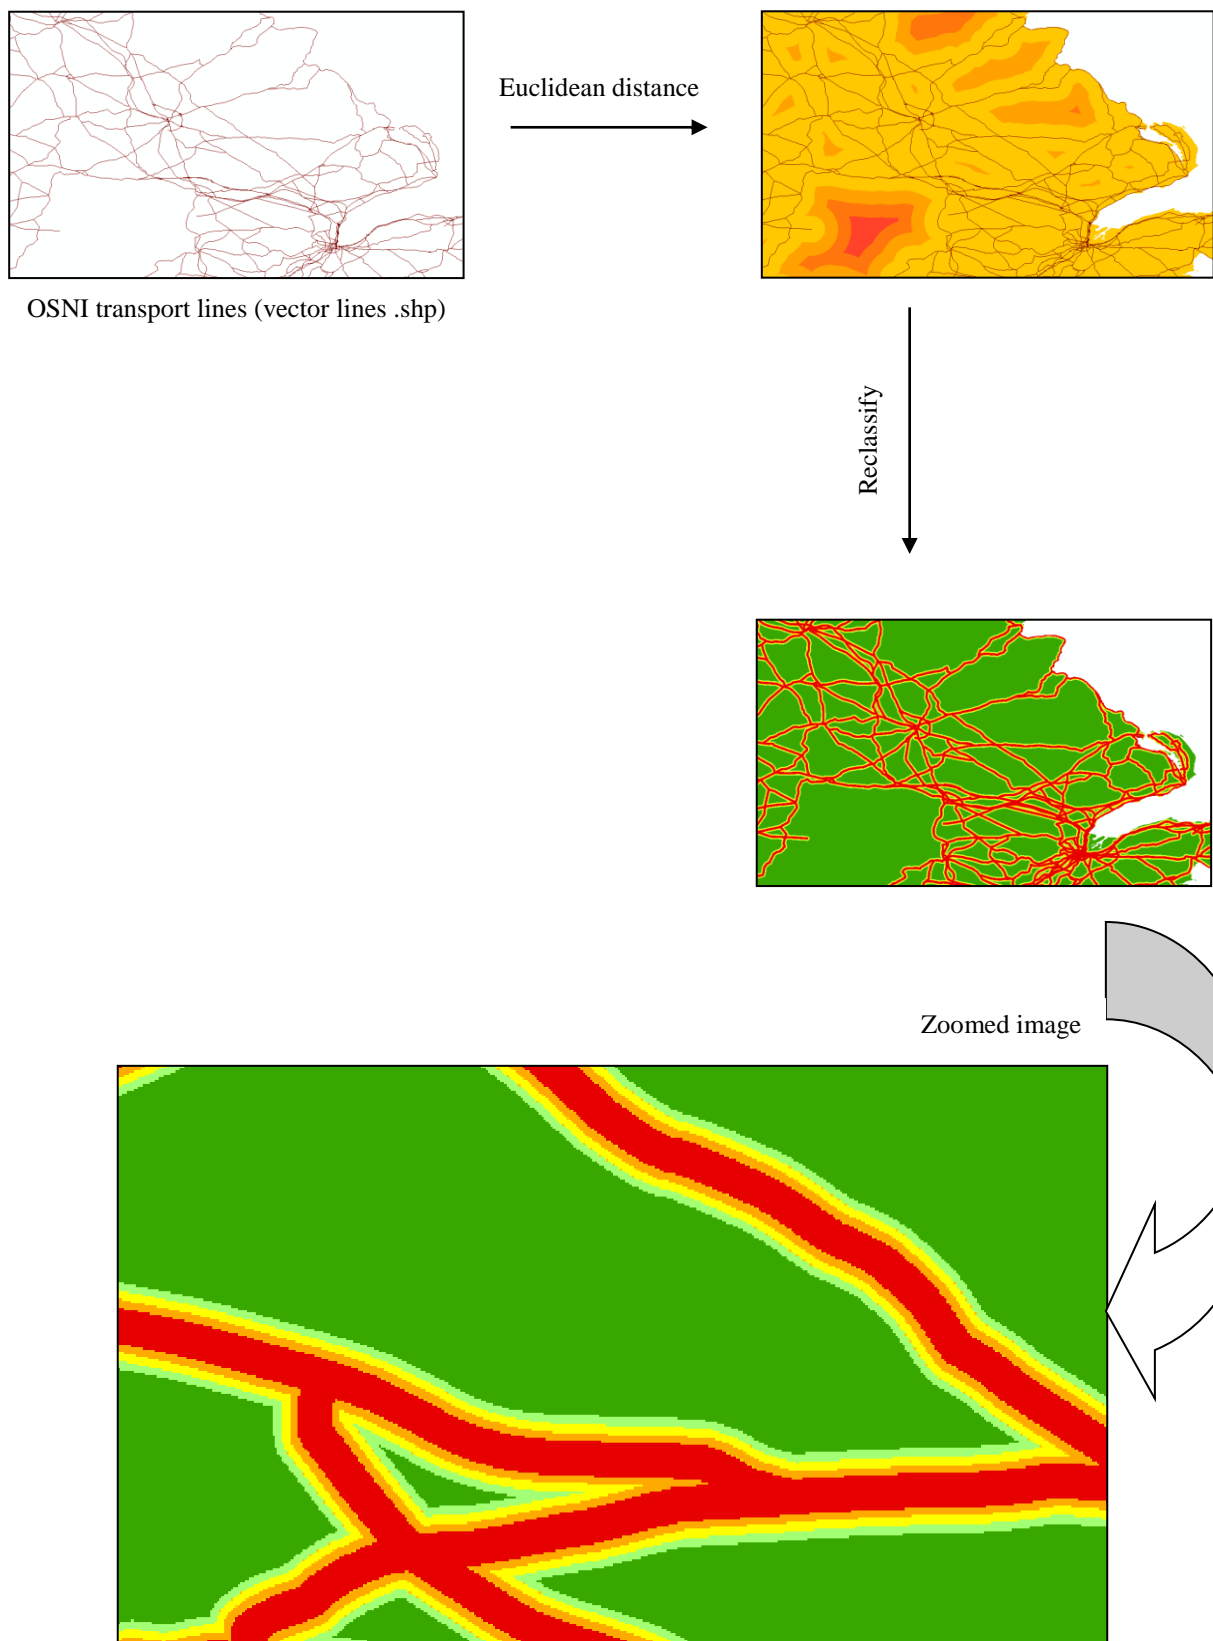 Euclidean distance
OSNI transport lines (vector lines .shp)
Reclassify
Zoomed image